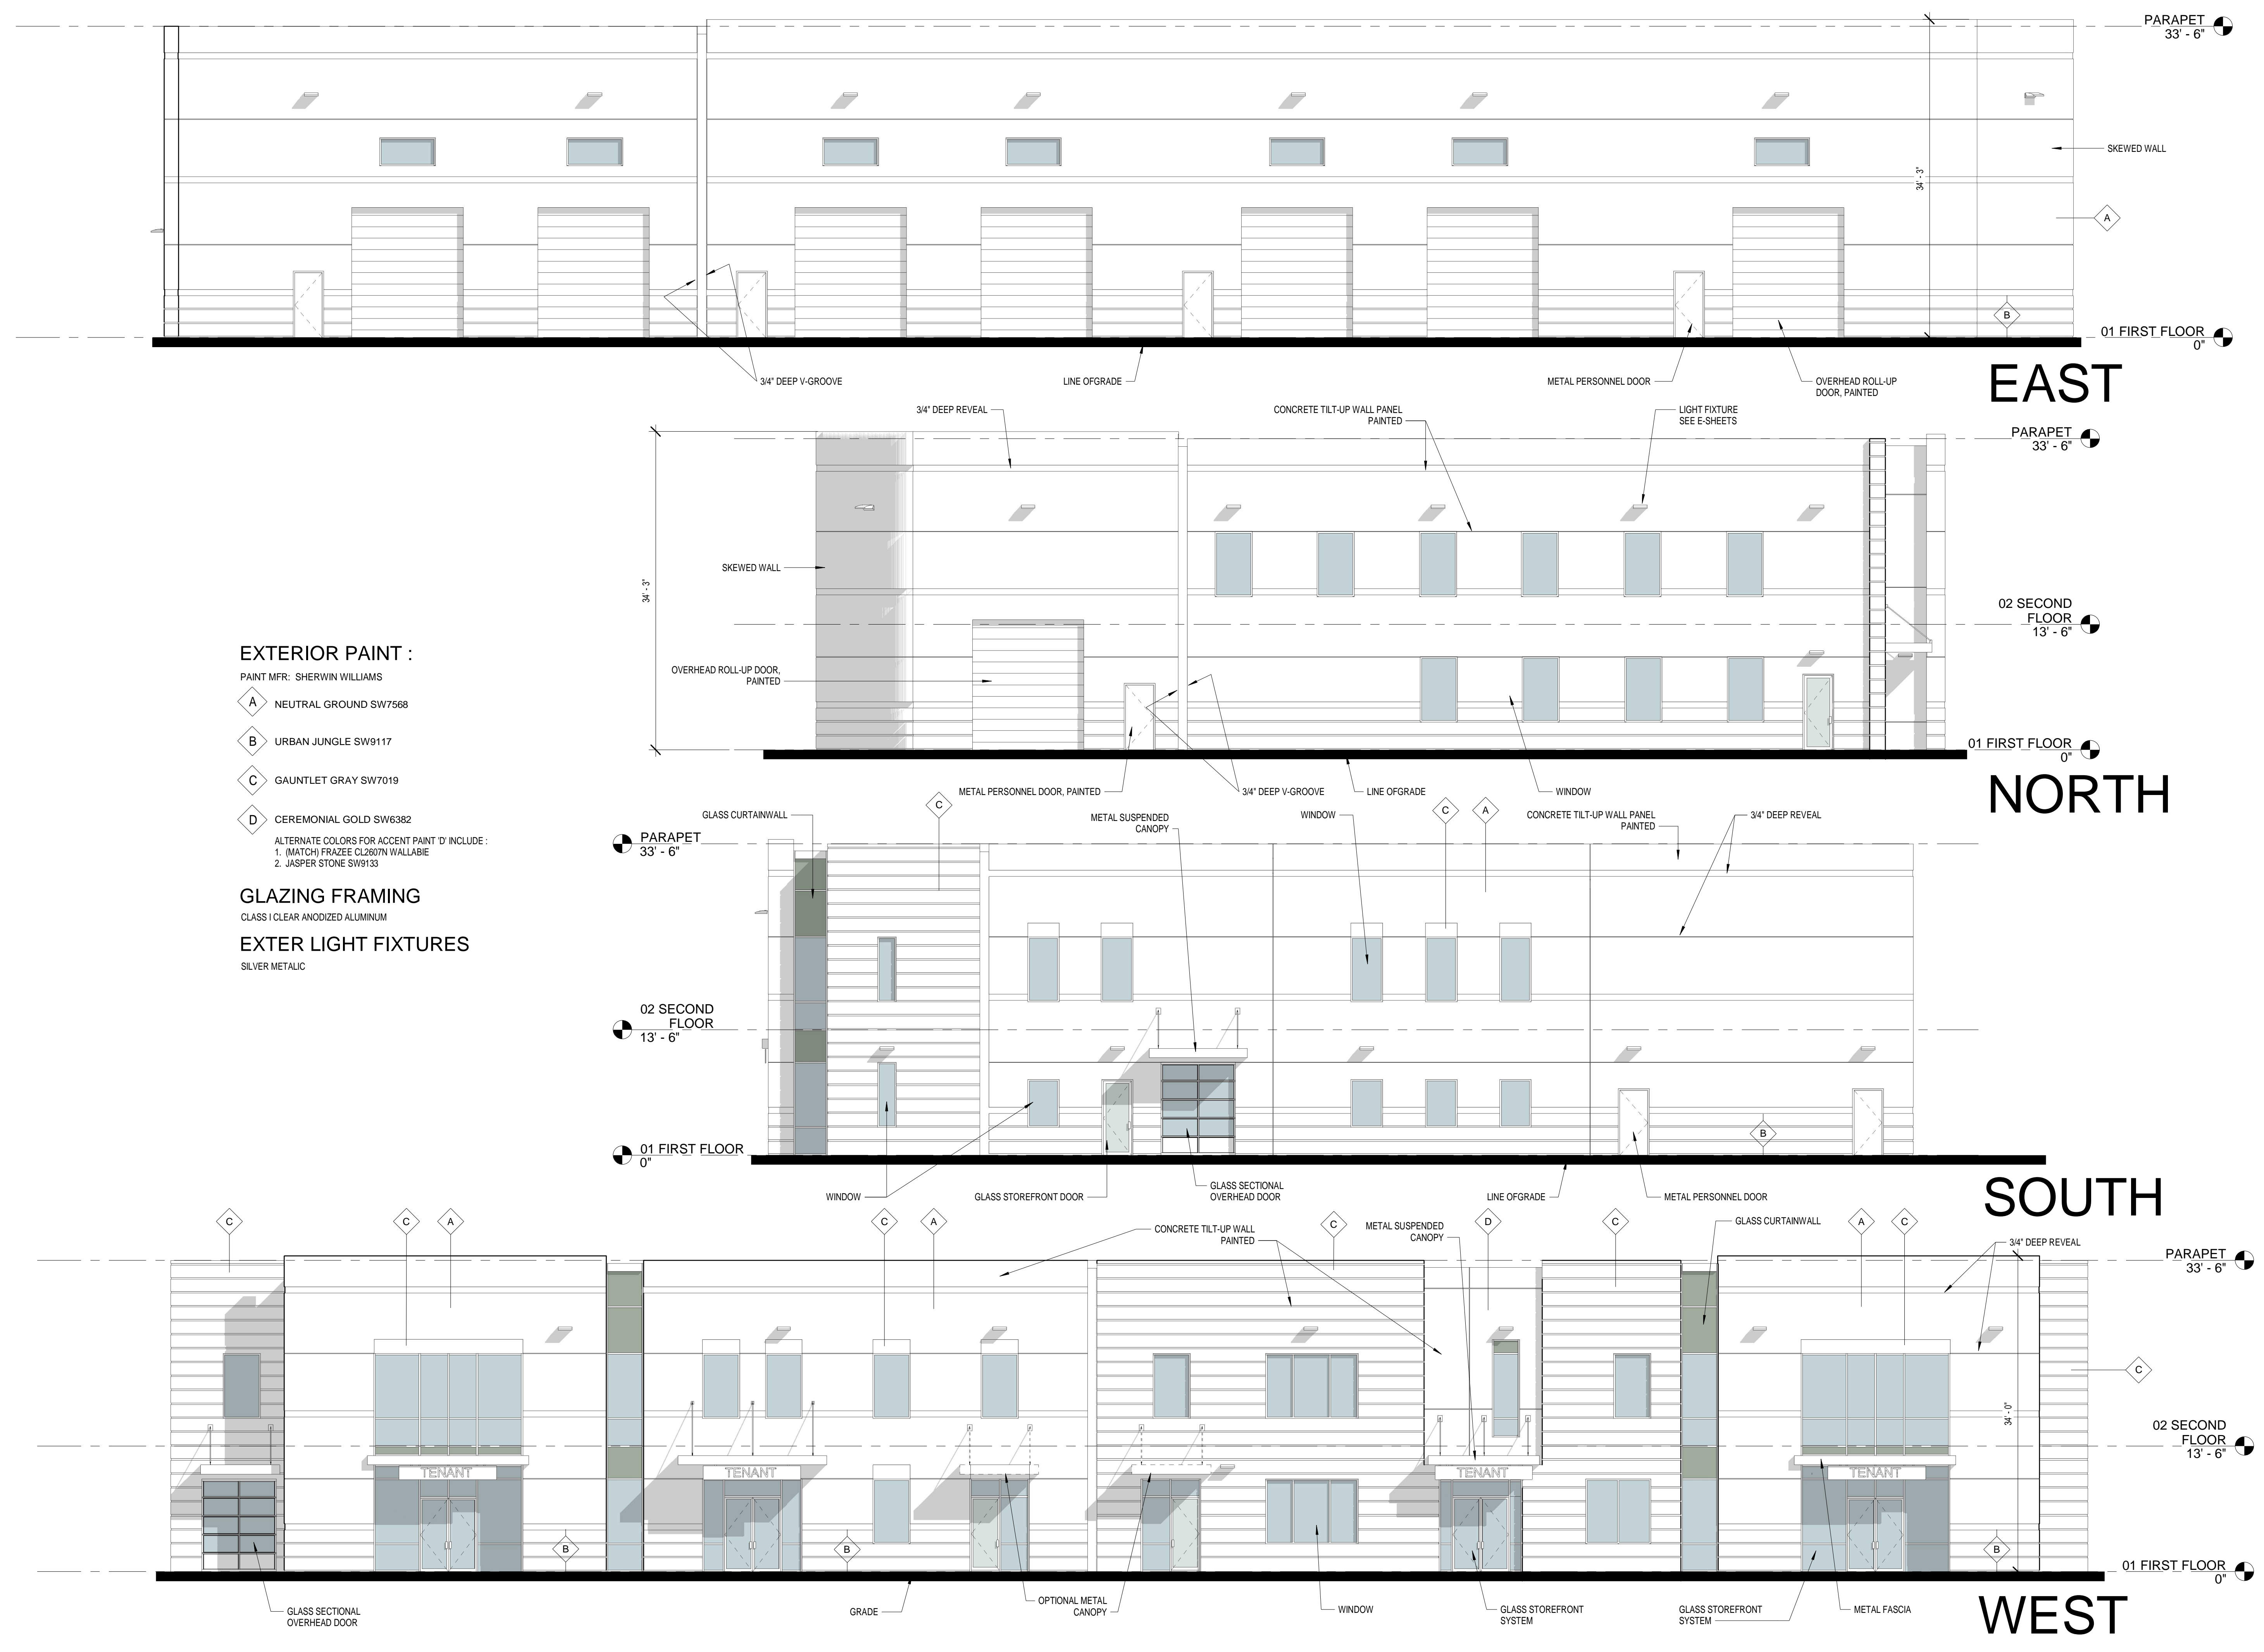 PARAPET
33' - 6"
SKEWED WALL
34' - 3"
A
B
01 FIRST FLOOR
0"
3/4" DEEP V-GROOVE
LINE OFGRADE
METAL PERSONNEL DOOR
OVERHEAD ROLL-UP
DOOR, PAINTED
EAST
3/4" DEEP REVEAL
CONCRETE TILT-UP WALL PANEL
PAINTED
LIGHT FIXTURE
SEE E-SHEETS
PARAPET
33' - 6"
34' - 3"
SKEWED WALL
02 SECOND
FLOOR
13' - 6"
OVERHEAD ROLL-UP DOOR,
PAINTED
01 FIRST FLOOR
0"
METAL PERSONNEL DOOR, PAINTED
3/4" DEEP V-GROOVE
LINE OFGRADE
WINDOW
NORTH
EXTERIOR PAINT :
PAINT MFR: SHERWIN WILLIAMS
A NEUTRAL GROUND SW7568
B URBAN JUNGLE SW9117
C GAUNTLET GRAY SW7019
D CEREMONIAL GOLD SW6382
ALTERNATE COLORS FOR ACCENT PAINT 'D' INCLUDE :
1. (MATCH) FRAZEE CL2607N WALLABIE
2. JASPER STONE SW9133
GLAZING FRAMING
CLASS I CLEAR ANODIZED ALUMINUM
EXTER LIGHT FIXTURES
SILVER METALIC
GLASS CURTAINWALL
C
METAL SUSPENDED
CANOPY
WINDOW
C
A
CONCRETE TILT-UP WALL PANEL
PAINTED
3/4" DEEP REVEAL
PARAPET
33' - 6"
02 SECOND
FLOOR
13' - 6"
B
01 FIRST FLOOR
0"
WINDOW
GLASS STOREFRONT DOOR
GLASS SECTIONAL
OVERHEAD DOOR
LINE OFGRADE
METAL PERSONNEL DOOR
SOUTH
C
C
A
C
A
CONCRETE TILT-UP WALL
PAINTED
C
METAL SUSPENDED
CANOPY
D
C
GLASS CURTAINWALL
A
C
3/4" DEEP REVEAL
PARAPET
33' - 6"
C
34' - 0"
02 SECOND
FLOOR
13' - 6"
TENANT
TENANT
TENANT
TENANT
B
B
B
01 FIRST FLOOR
0"
GLASS SECTIONAL
OVERHEAD DOOR
GRADE
OPTIONAL METAL
CANOPY
WINDOW
GLASS STOREFRONT
SYSTEM
GLASS STOREFRONT
SYSTEM
METAL FASCIA
WEST